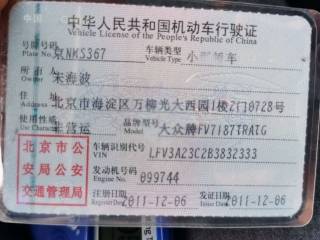 中华人民共和国机动车行驶证
Vehicle License of the People's Republic of China
号牌号码 京NKS367 车辆类型 小型轿车
Plate No. Vehicle Type
所有人 宋海波
Owner
住址 北京市海淀区万柳光大西园1楼2门0728号
Address
使用性质 非营运 品牌型号 大众牌FV7187TRATG
Use Character Model
北京市公安局公安交通管理局
车辆识别代号 LFV3A23C2B3832333
VIN
发动机号码 099744
Engine No.
注册日期 2011-12-06 发证日期 2011-12-06
Register Date Issue Date